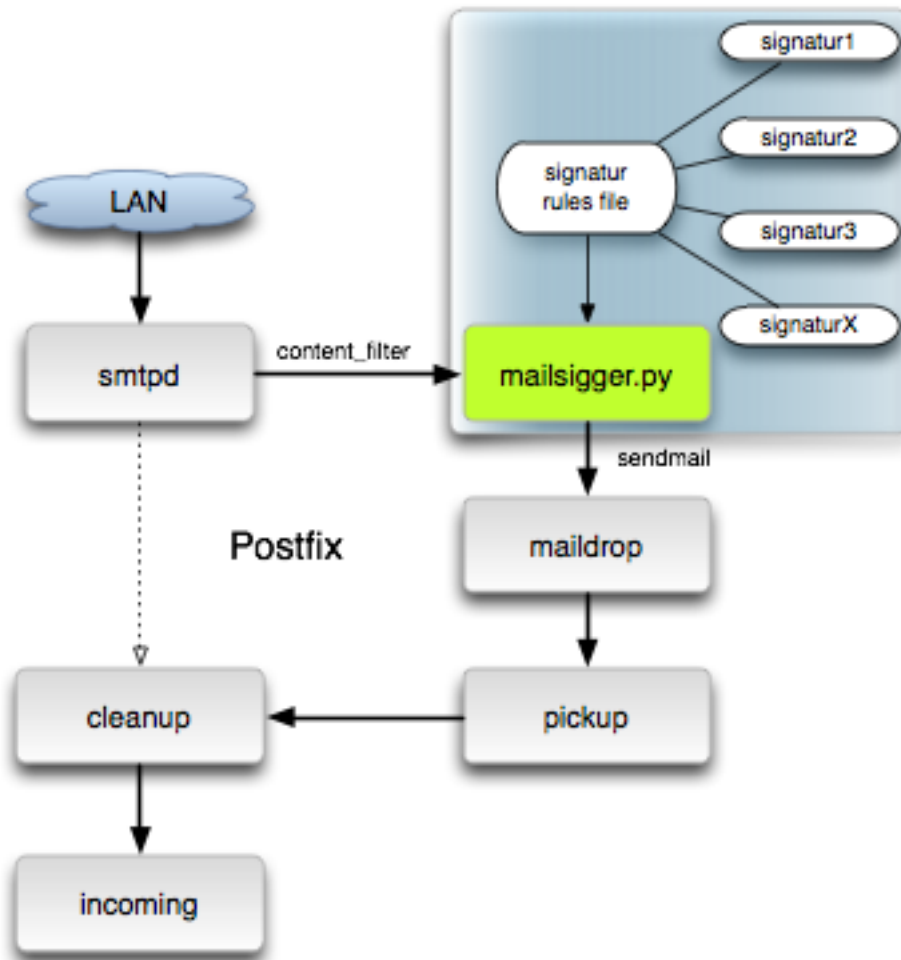 signatur1
signatur2
signatur
rules file
LAN
signatur3
signaturX
content_filter
smtpd
mailsigger.py
sendmail
Postfix
maildrop
cleanup
pickup
incoming